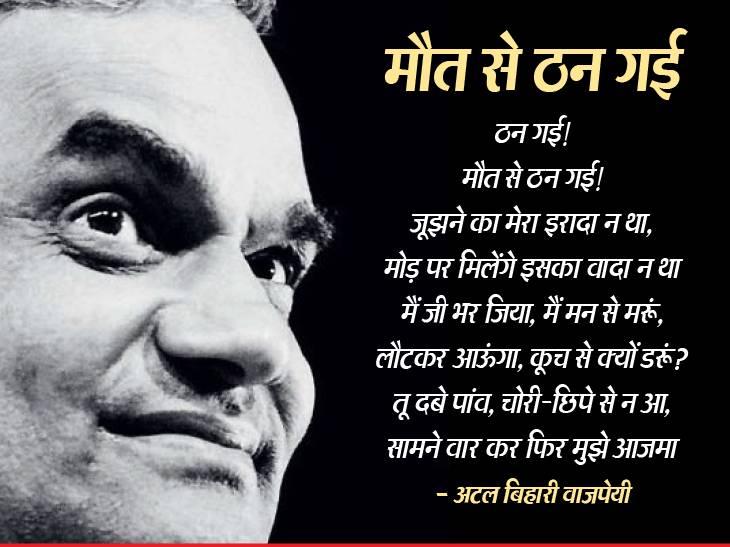 मौत से ठन गई
ठन गई!
मौत से ठन गई!
जूझने का मेरा इरादा न था,
मोड़ पर मिलेंगे इसका वादा न था
मैं जी भर जिया, मैं मन से मरूं,
लौटकर आऊंगा, कूच से क्यों डरूं?
तू दबे पांव, चोरी-छिपे से न आ,
सामने वार कर फिर मुझे आजमा
- अटल बिहारी वाजपेयी